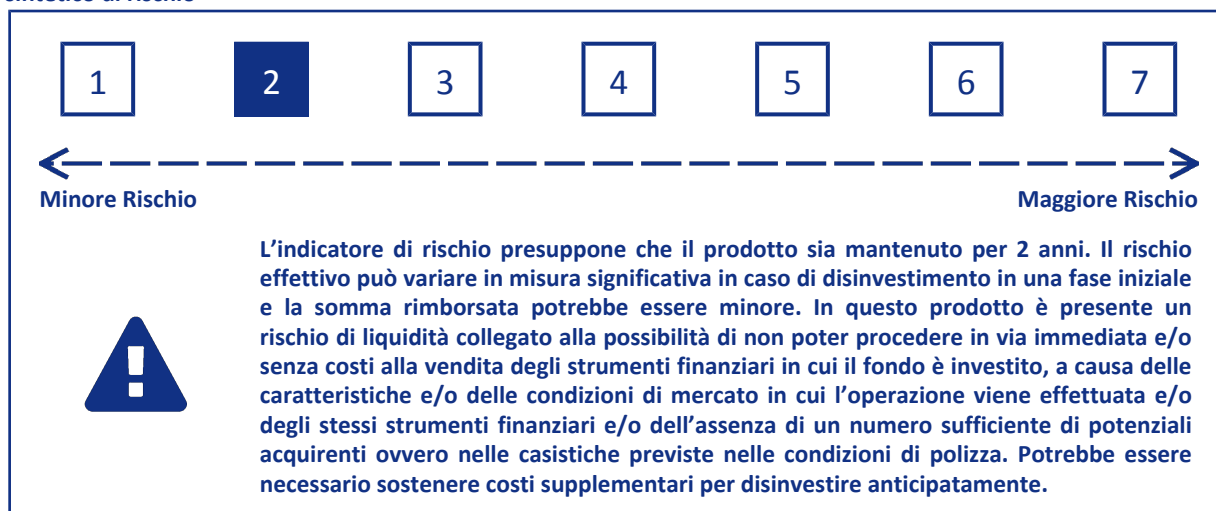 sintetico di rischio
1 2 3 4 5 6 7
Minore Rischio Maggiore Rischio
L’indicatore di rischio presuppone che il prodotto sia mantenuto per 2 anni. Il rischio
effettivo può variare in misura significativa in caso di disinvestimento in una fase iniziale
e la somma rimborsata potrebbe essere minore. In questo prodotto è presente un
rischio di liquidità collegato alla possibilità di non poter procedere in via immediata e/o
senza costi alla vendita degli strumenti finanziari in cui il fondo è investito, a causa delle
caratteristiche e/o delle condizioni di mercato in cui l’operazione viene effettuata e/o
degli stessi strumenti finanziari e/o dell’assenza di un numero sufficiente di potenziali
acquirenti ovvero nelle casistiche previste nelle condizioni di polizza. Potrebbe essere
necessario sostenere costi supplementari per disinvestire anticipatamente.